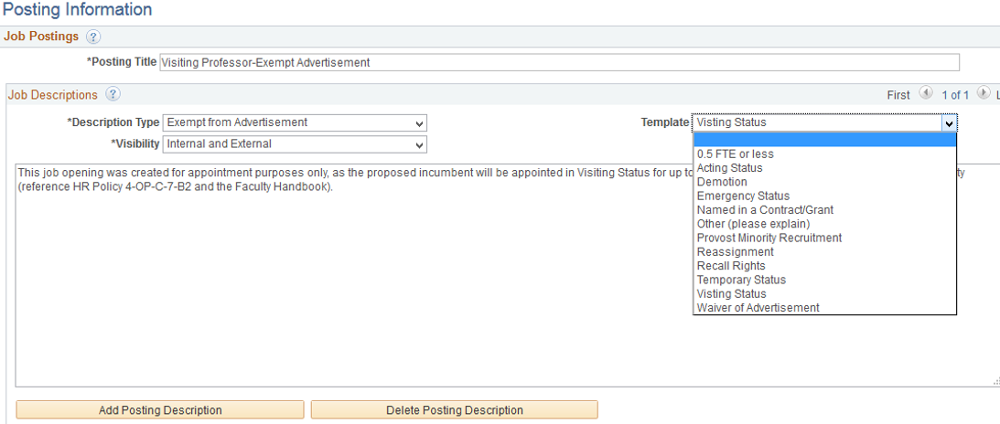 Posting Information
Job Postings ?
*Posting Title Visiting Professor-Exempt Advertisement
Job Descriptions ? First 1 of 1 L
*Description Type Exempt from Advertisement Template Visting Status
*Visibility Internal and External
0.5 FTE or less
Acting Status
Demotion
Emergency Status
Named in a Contract/Grant
Other (please explain)
Provost Minority Recruitment
Reassignment
Recall Rights
Temporary Status
Visting Status
Waiver of Advertisement
This job opening was created for appointment purposes only, as the proposed incumbent will be appointed in Visiting Status for up to
(reference HR Policy 4-OP-C-7-B2 and the Faculty Handbook).
Add Posting Description Delete Posting Description